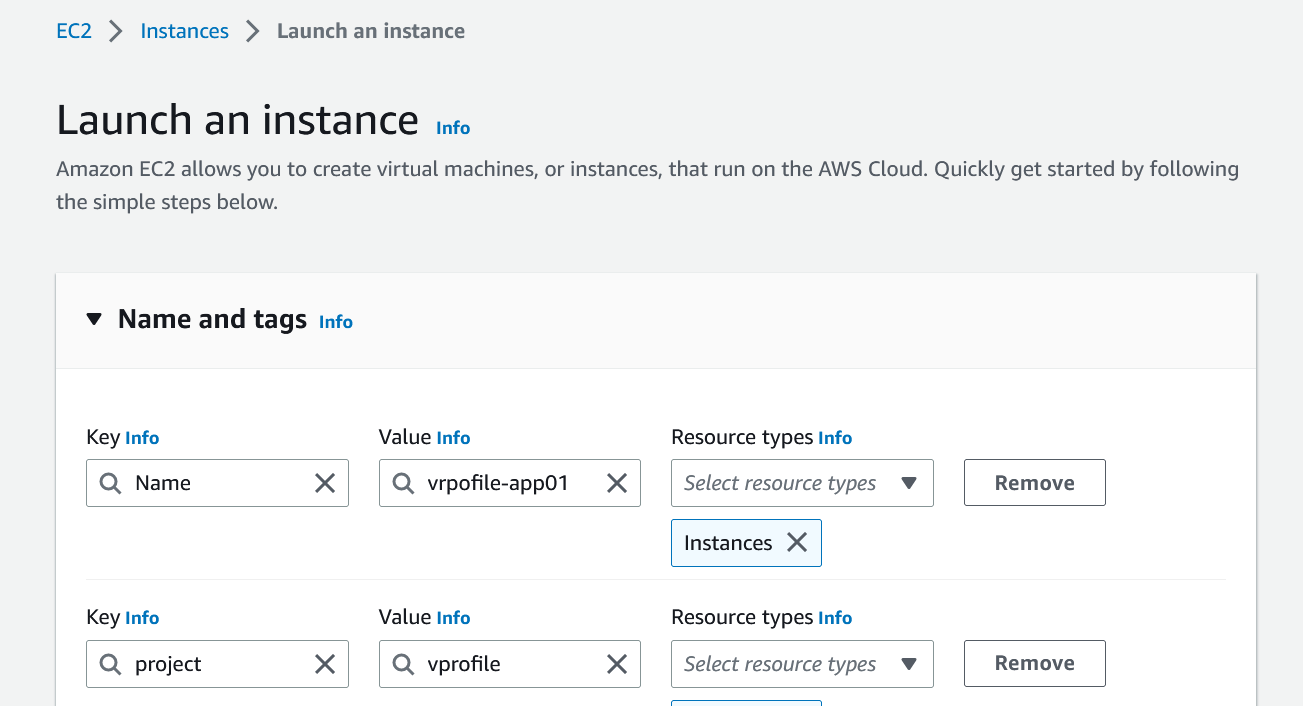 EC2 > Instances > Launch an instance
Launch an instance Info
Amazon EC2 allows you to create virtual machines, or instances, that run on the AWS Cloud. Quickly get started by following
the simple steps below.
Name and tags Info
Key Info Value Info Resource types Info
Name vrpofile-app01 Select resource types Remove
Instances
Key Info Value Info Resource types Info
project vprofile Select resource types Remove